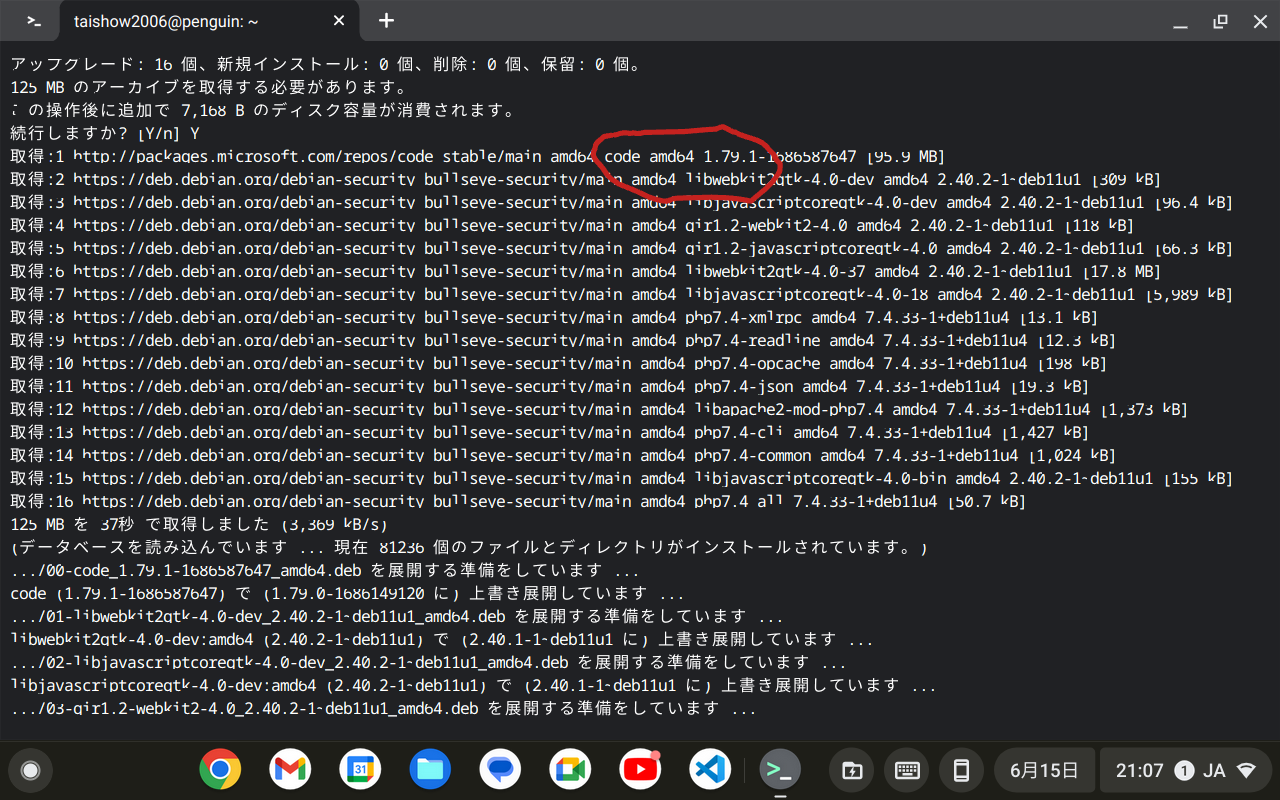 taishow2006@penguin: ~
アップグレード: 16 個、新規インストール: 0 個、削除: 0 個、保留: 0 個。
125 MB のアーカイブを取得する必要があります。
この操作後に追加で 7,168 B のディスク容量が消費されます。
続行しますか? [Y/n] Y
取得:1 http://packages.microsoft.com/repos/code stable/main amd64 code amd64 1.79.1-1686587647 [95.9 MB]
取得:2 https://deb.debian.org/debian-security bullseye-security/main amd64 libwebkit2gtk-4.0-dev amd64 2.40.2-1~deb11u1 [309 kB]
取得:3 https://deb.debian.org/debian-security bullseye-security/main amd64 libjavascriptcoregtk-4.0-dev amd64 2.40.2-1~deb11u1 [96.4 kB]
取得:4 https://deb.debian.org/debian-security bullseye-security/main amd64 gir1.2-webkit2-4.0 amd64 2.40.2-1~deb11u1 [118 kB]
取得:5 https://deb.debian.org/debian-security bullseye-security/main amd64 gir1.2-javascriptcoregtk-4.0 amd64 2.40.2-1~deb11u1 [66.3 kB]
取得:6 https://deb.debian.org/debian-security bullseye-security/main amd64 libwebkit2gtk-4.0-37 amd64 2.40.2-1~deb11u1 [17.8 MB]
取得:7 https://deb.debian.org/debian-security bullseye-security/main amd64 libjavascriptcoregtk-4.0-18 amd64 2.40.2-1~deb11u1 [5,989 kB]
取得:8 https://deb.debian.org/debian-security bullseye-security/main amd64 php7.4-xmlrpc amd64 7.4.33-1+deb11u4 [13.1 kB]
取得:9 https://deb.debian.org/debian-security bullseye-security/main amd64 php7.4-readline amd64 7.4.33-1+deb11u4 [12.3 kB]
取得:10 https://deb.debian.org/debian-security bullseye-security/main amd64 php7.4-opcache amd64 7.4.33-1+deb11u4 [198 kB]
取得:11 https://deb.debian.org/debian-security bullseye-security/main amd64 php7.4-json amd64 7.4.33-1+deb11u4 [19.3 kB]
取得:12 https://deb.debian.org/debian-security bullseye-security/main amd64 libapache2-mod-php7.4 amd64 7.4.33-1+deb11u4 [1,373 kB]
取得:13 https://deb.debian.org/debian-security bullseye-security/main amd64 php7.4-cli amd64 7.4.33-1+deb11u4 [1,427 kB]
取得:14 https://deb.debian.org/debian-security bullseye-security/main amd64 php7.4-common amd64 7.4.33-1+deb11u4 [1,024 kB]
取得:15 https://deb.debian.org/debian-security bullseye-security/main amd64 libjavascriptcoregtk-4.0-bin amd64 2.40.2-1~deb11u1 [155 kB]
取得:16 https://deb.debian.org/debian-security bullseye-security/main amd64 php7.4 all 7.4.33-1+deb11u4 [50.7 kB]
125 MB を 37秒 で取得しました (3,369 kB/s)
(データベースを読み込んでいます ... 現在 81236 個のファイルとディレクトリがインストールされています。)
.../00-code_1.79.1-1686587647_amd64.deb を展開する準備をしています ...
code (1.79.1-1686587647) で (1.79.0-1686149120 に) 上書き展開しています ...
.../01-libwebkit2gtk-4.0-dev_2.40.2-1~deb11u1_amd64.deb を展開する準備をしています ...
libwebkit2gtk-4.0-dev:amd64 (2.40.2-1~deb11u1) で (2.40.1-1~deb11u1 に) 上書き展開しています ...
.../02-libjavascriptcoregtk-4.0-dev_2.40.2-1~deb11u1_amd64.deb を展開する準備をしています ...
libjavascriptcoregtk-4.0-dev:amd64 (2.40.2-1~deb11u1) で (2.40.1-1~deb11u1 に) 上書き展開しています ...
.../03-gir1.2-webkit2-4.0_2.40.2-1~deb11u1_amd64.deb を展開する準備をしています ...
31 6月15日 21:07 1 JA